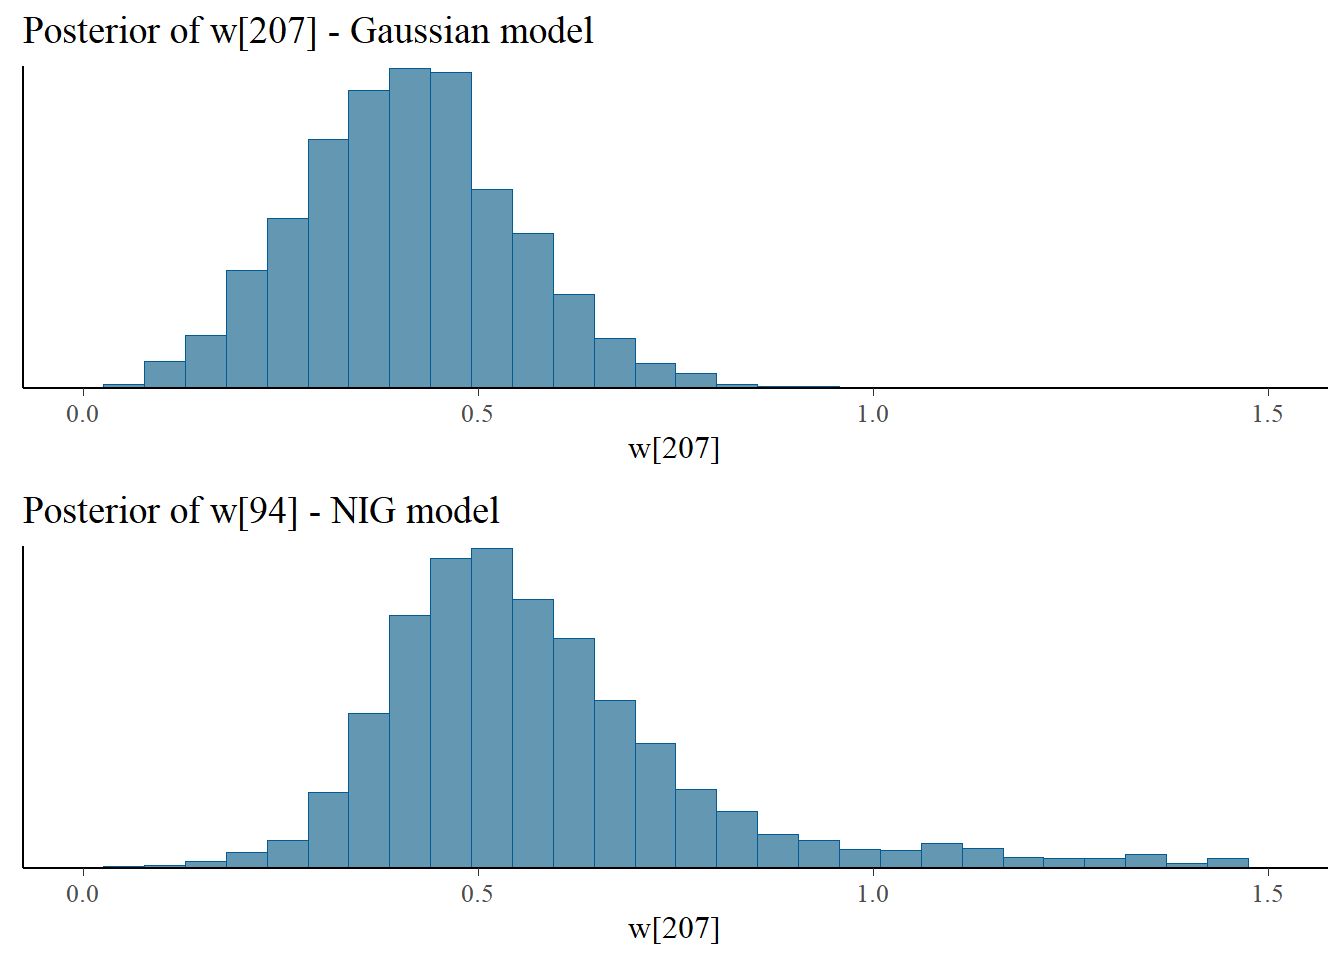 Posterior of w[207] - Gaussian model
0.0 0.5 1.0 1.5
w[207]
Posterior of w[94] - NIG model
0.0 0.5 1.0 1.5
w[207]